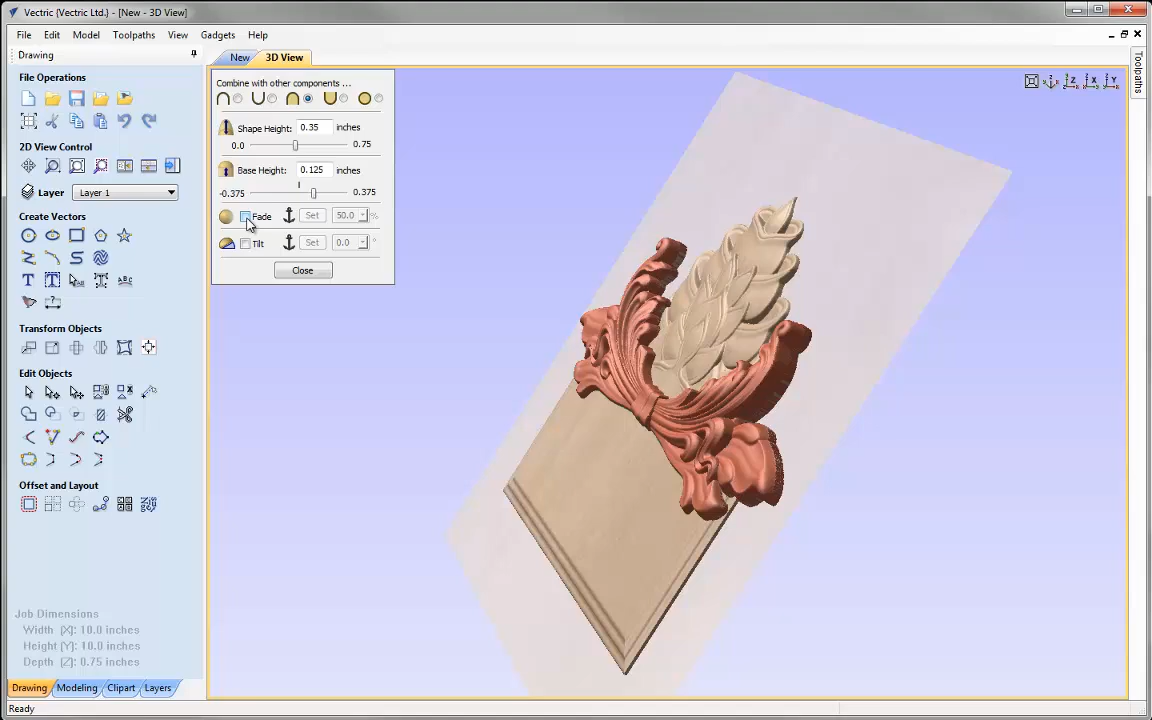 Vectric {Vectric Ltd.} - [New - 3D View]
File Edit Model Toolpaths View Gadgets Help
Drawing
New 3D View
Toolpaths
File Operations
2D View Control
Layer Layer 1
Create Vectors
Transform Objects
Edit Objects
Offset and Layout
Job Dimensions
Width (X): 10.0 inches
Height (Y): 10.0 inches
Depth (Z): 0.75 inches
Drawing Modeling Clipart Layers
Ready
Combine with other components ...
Shape Height: 0.35 inches
0.0 0.75
Base Height: 0.125 inches
-0.375 0.375
Fade Set 50.0 %
Tilt Set 0.0 °
Close